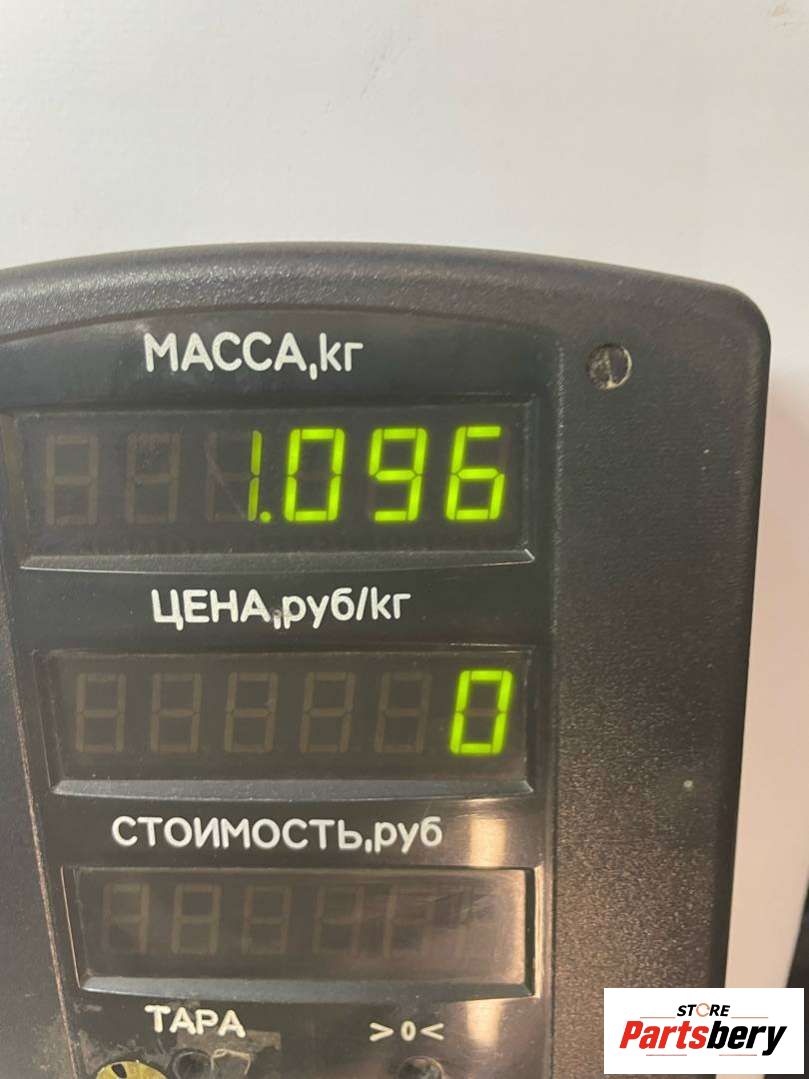 МАССА,кг
1.096
ЦЕНА,руб/кг
0
СТОИМОСТЬ,руб
ТАРА >0<
STORE
Partsbery